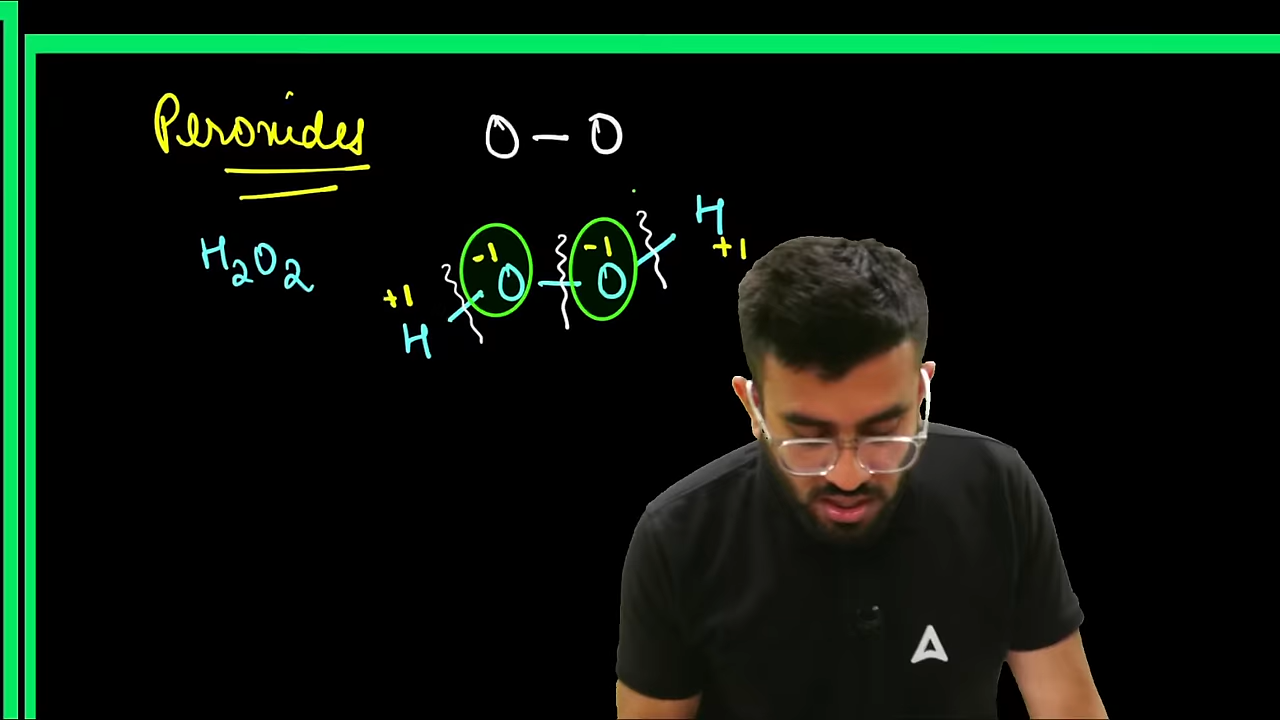 Peroxides
O - O
H2O2
+1 H - -1 O - -1 O - H +1